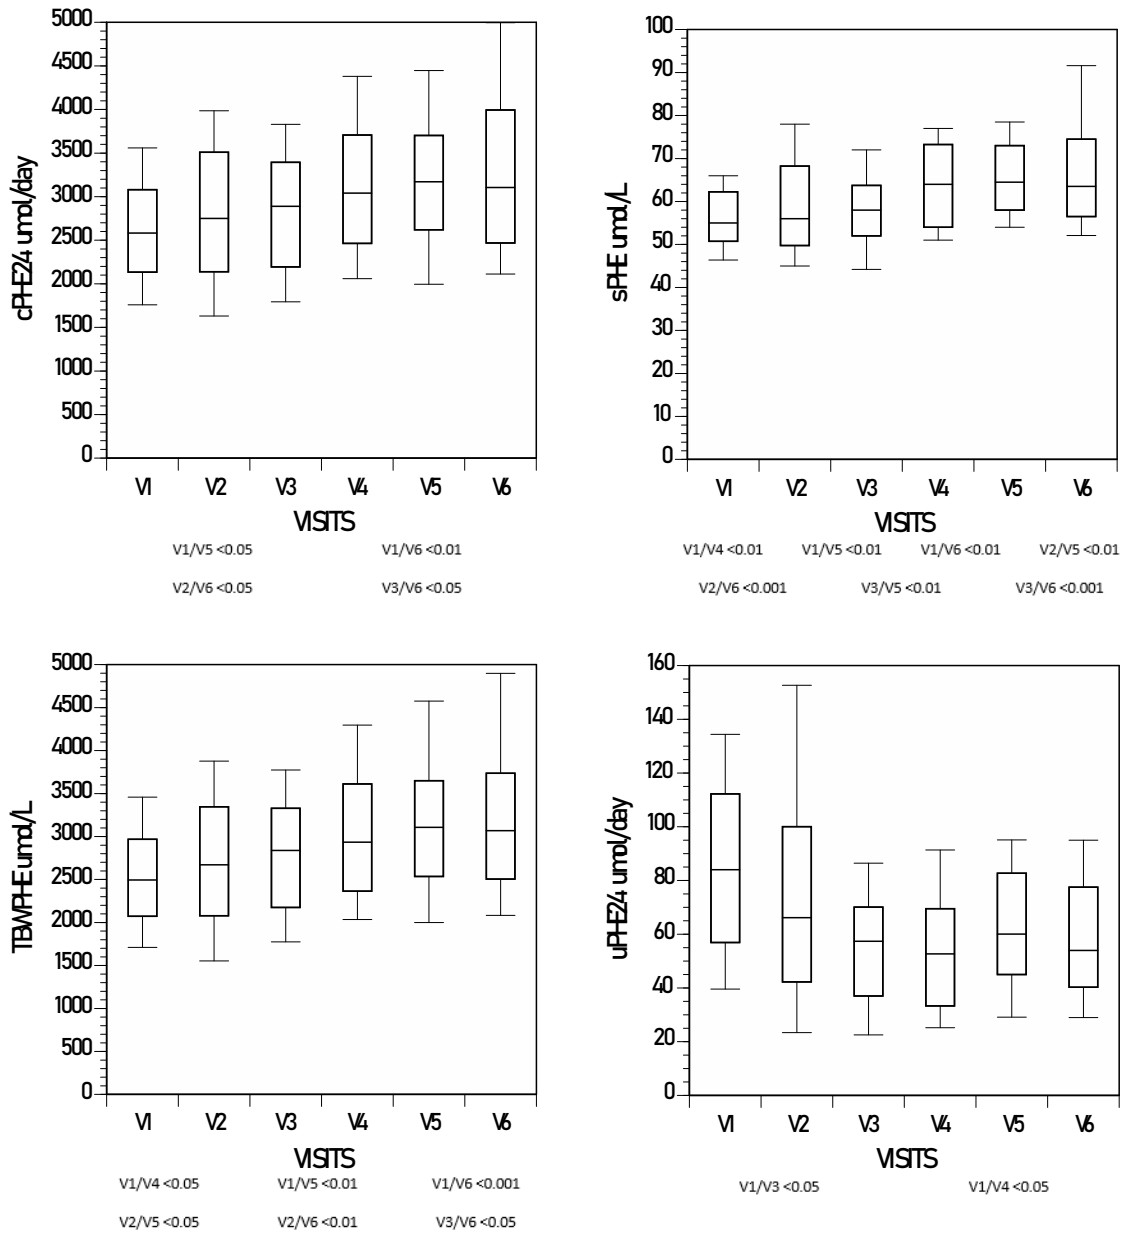 5000
4500
4000
3500
3000
2500
2000
1500
1000
500
0
cPHE24 umol/day
V1 V2 V3 V4 V5 V6
VISITS
V1/V5 <0.05 V1/V6 <0.01
V2/V6 <0.05 V3/V6 <0.05
100
90
80
70
60
50
40
30
20
10
0
sPHE umol/L
V1 V2 V3 V4 V5 V6
VISITS
V1/V4 <0.01 V1/V5 <0.01 V1/V6 <0.01 V2/V5 <0.01
V2/V6 <0.001 V3/V5 <0.01 V3/V6 <0.001
5000
4500
4000
3500
3000
2500
2000
1500
1000
500
0
TBWPHE umol/L
V1 V2 V3 V4 V5 V6
VISITS
V1/V4 <0.05 V1/V5 <0.01 V1/V6 <0.001
V2/V5 <0.05 V2/V6 <0.01 V3/V6 <0.05
160
140
120
100
80
60
40
20
0
uPHE24 umol/day
V1 V2 V3 V4 V5 V6
VISITS
V1/V3 <0.05 V1/V4 <0.05